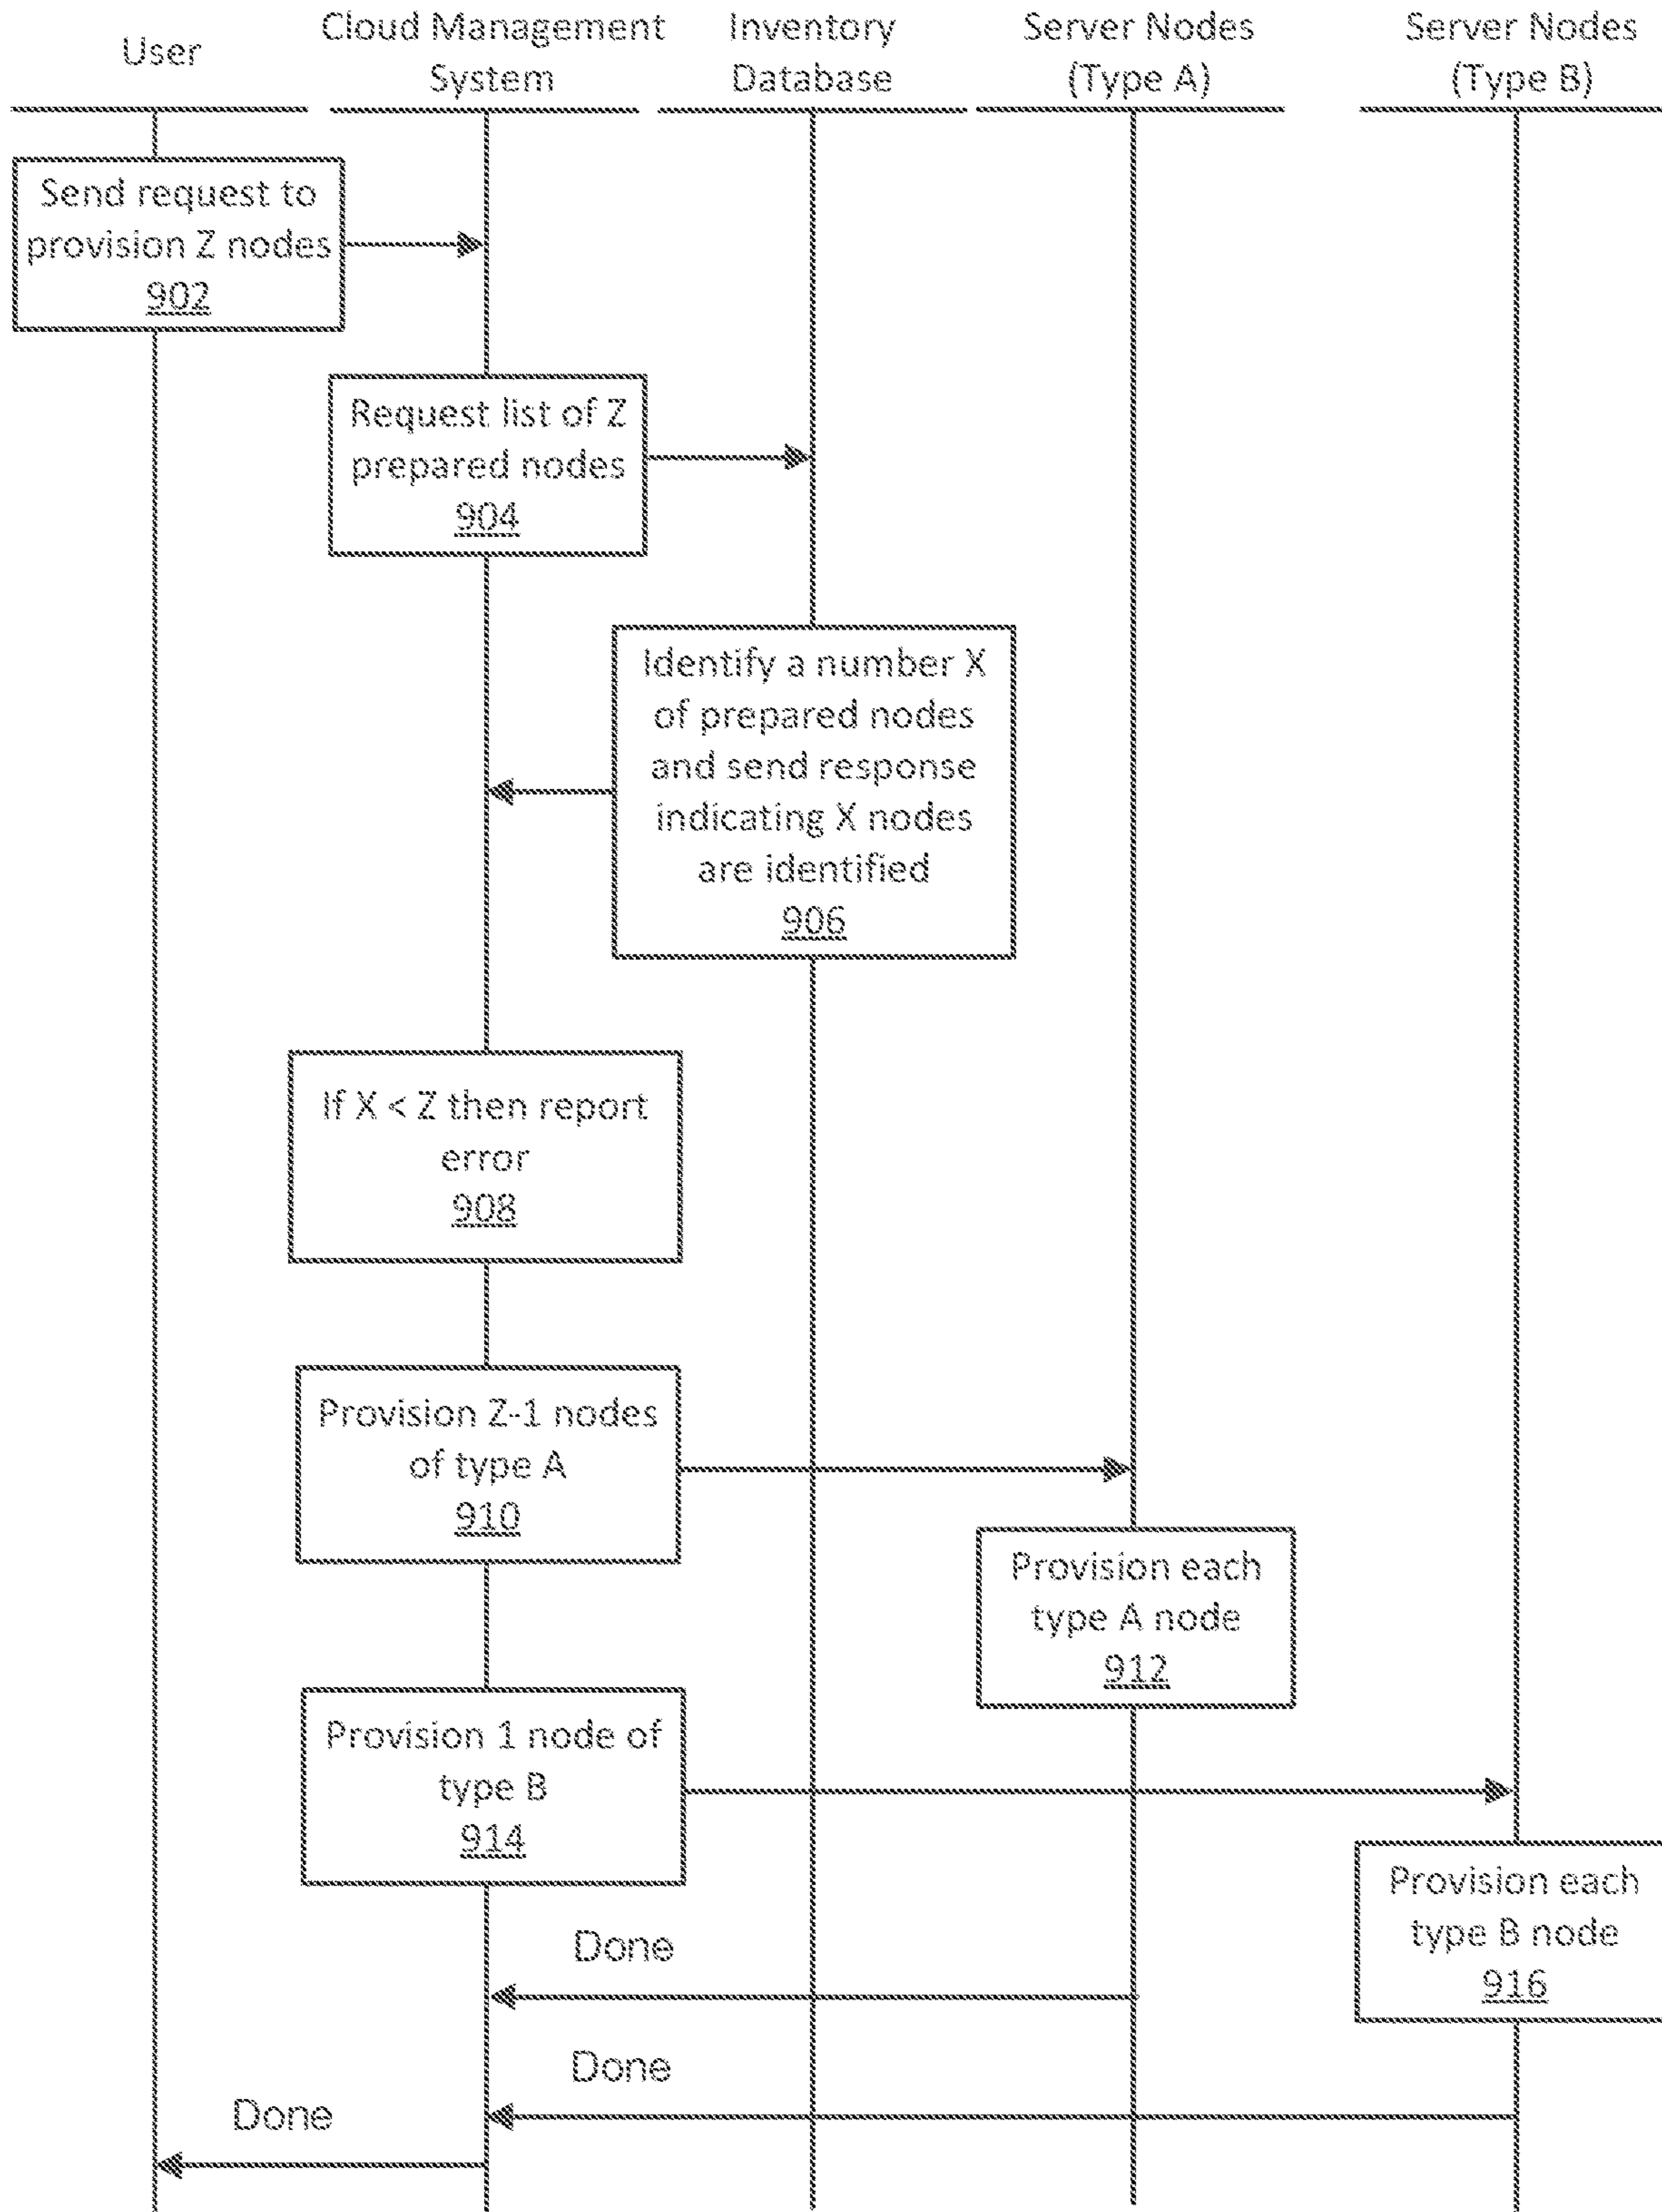 User
Cloud Management
System
Inventory
Database
Server Nodes
(Type A)
Server Nodes
(Type B)
Send request to
provision Z nodes
902
Request list of Z
prepared nodes
904
Identify a number X
of prepared nodes
and send response
indicating X nodes
are identified
906
If X < Z then report
error
908
Provision Z-1 nodes
of type A
910
Provision each
type A node
912
Provision 1 node of
type B
914
Provision each
type B node
916
Done
Done
Done